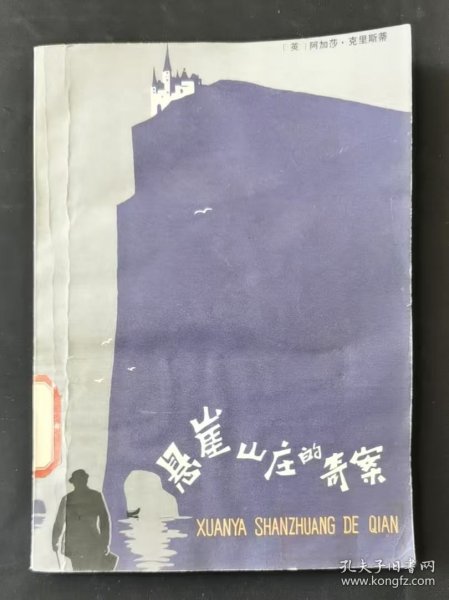 ［英］阿加莎·克里斯蒂
悬崖山庄的奇案
XUANYA SHANZHUANG DE QIAN
孔夫子旧书网
www.kongfz.com